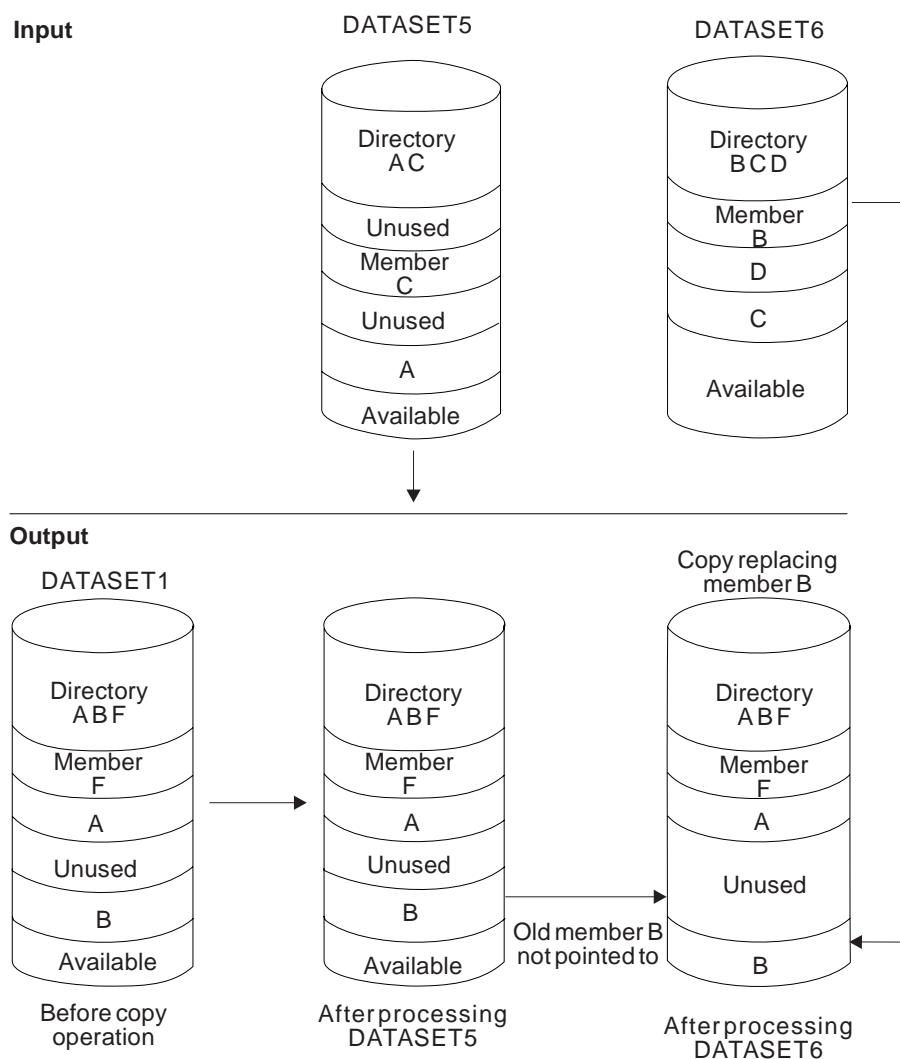 Input
DATASET5
DATASET6
Directory
A C
Unused
Member
C
Unused
A
Available
Directory
B C D
Member
B
D
C
Available
Output
DATASET1
Directory
A B F
Member
F
A
Unused
B
Available
Before copy
operation
Directory
A B F
Member
F
A
Unused
B
Available
After processing
DATASET5
Old member B
not pointed to
Copy replacing
member B
Directory
A B F
Member
F
A
Unused
B
After processing
DATASET6